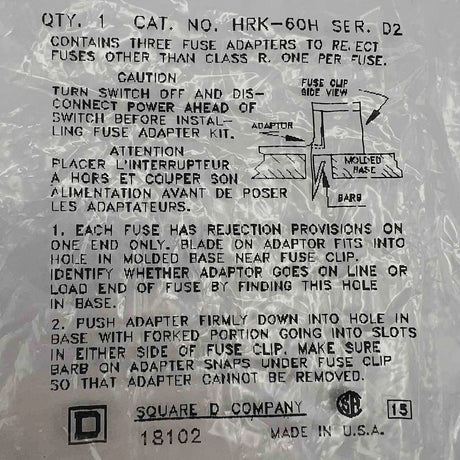 QTY. 1 CAT. NO. HRK-60H SER. D2
CONTAINS THREE FUSE ADAPTERS TO REJECT
FUSES OTHER THAN CLASS R. ONE PER FUSE.
CAUTION
TURN SWITCH OFF AND DIS-
CONNECT POWER AHEAD OF
SWITCH BEFORE INSTAL-
LING FUSE ADAPTER KIT.
ATTENTION
PLACER L'INTERRUPTEUR
A HORS ET COUPER SON
ALIMENTATION AVANT DE POSER
LES ADAPTATEURS.
FUSE CLIP
SIDE VIEW
ADAPTOR
MOLDED
BASE
BARB
1. EACH FUSE HAS REJECTION PROVISIONS ON
ONE END ONLY. BLADE ON ADAPTOR FITS INTO
HOLE IN MOLDED BASE NEAR FUSE CLIP.
IDENTIFY WHETHER ADAPTOR GOES ON LINE OR
LOAD END OF FUSE BY FINDING THIS HOLE
IN BASE.
2. PUSH ADAPTER FIRMLY DOWN INTO HOLE IN
BASE WITH FORKED PORTION GOING INTO SLOTS
IN EITHER SIDE OF FUSE CLIP. MAKE SURE
BARB ON ADAPTER SNAPS UNDER FUSE CLIP
SO THAT ADAPTER CANNOT BE REMOVED.
D SQUARE D COMPANY SA 15
18102 MADE IN U.S.A.